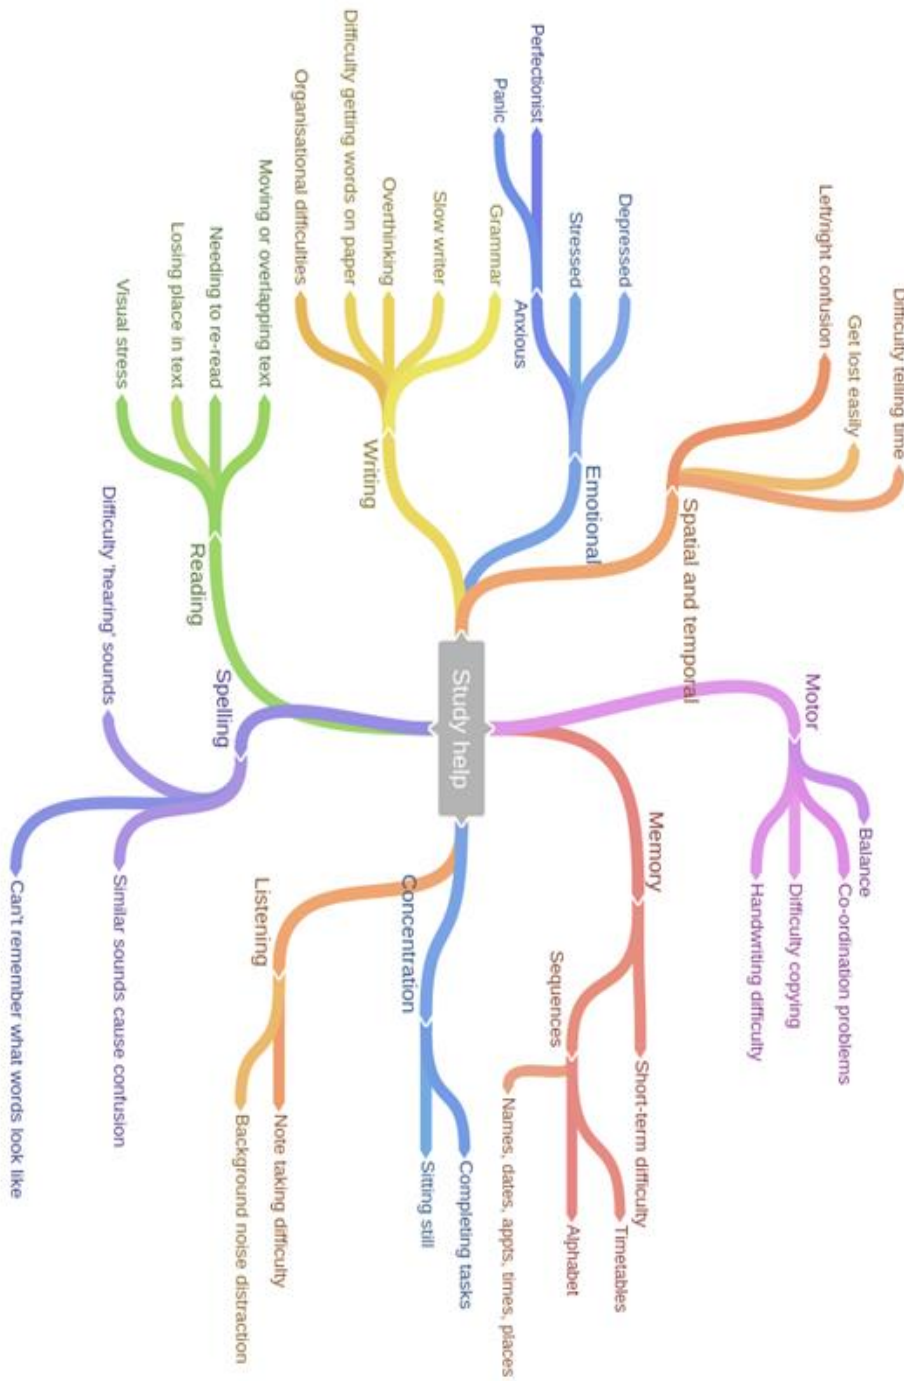 Study help
Motor
Balance
Co-ordination problems
Difficulty copying
Handwriting difficulty
Memory
Short-term difficulty
Sequences
Timetables
Alphabet
Names, dates, appts, times, places
Concentration
Completing tasks
Sitting still
Listening
Note taking difficulty
Background noise distraction
Spatial and temporal
Difficulty telling time
Get lost easily
Left/right confusion
Emotional
Depressed
Stressed
Anxious
Perfectionist
Panic
Writing
Grammar
Slow writer
Overthinking
Difficulty getting words on paper
Organisational difficulties
Reading
Moving or overlapping text
Needing to re-read
Losing place in text
Visual stress
Spelling
Difficulty 'hearing' sounds
Similar sounds cause confusion
Can't remember what words look like